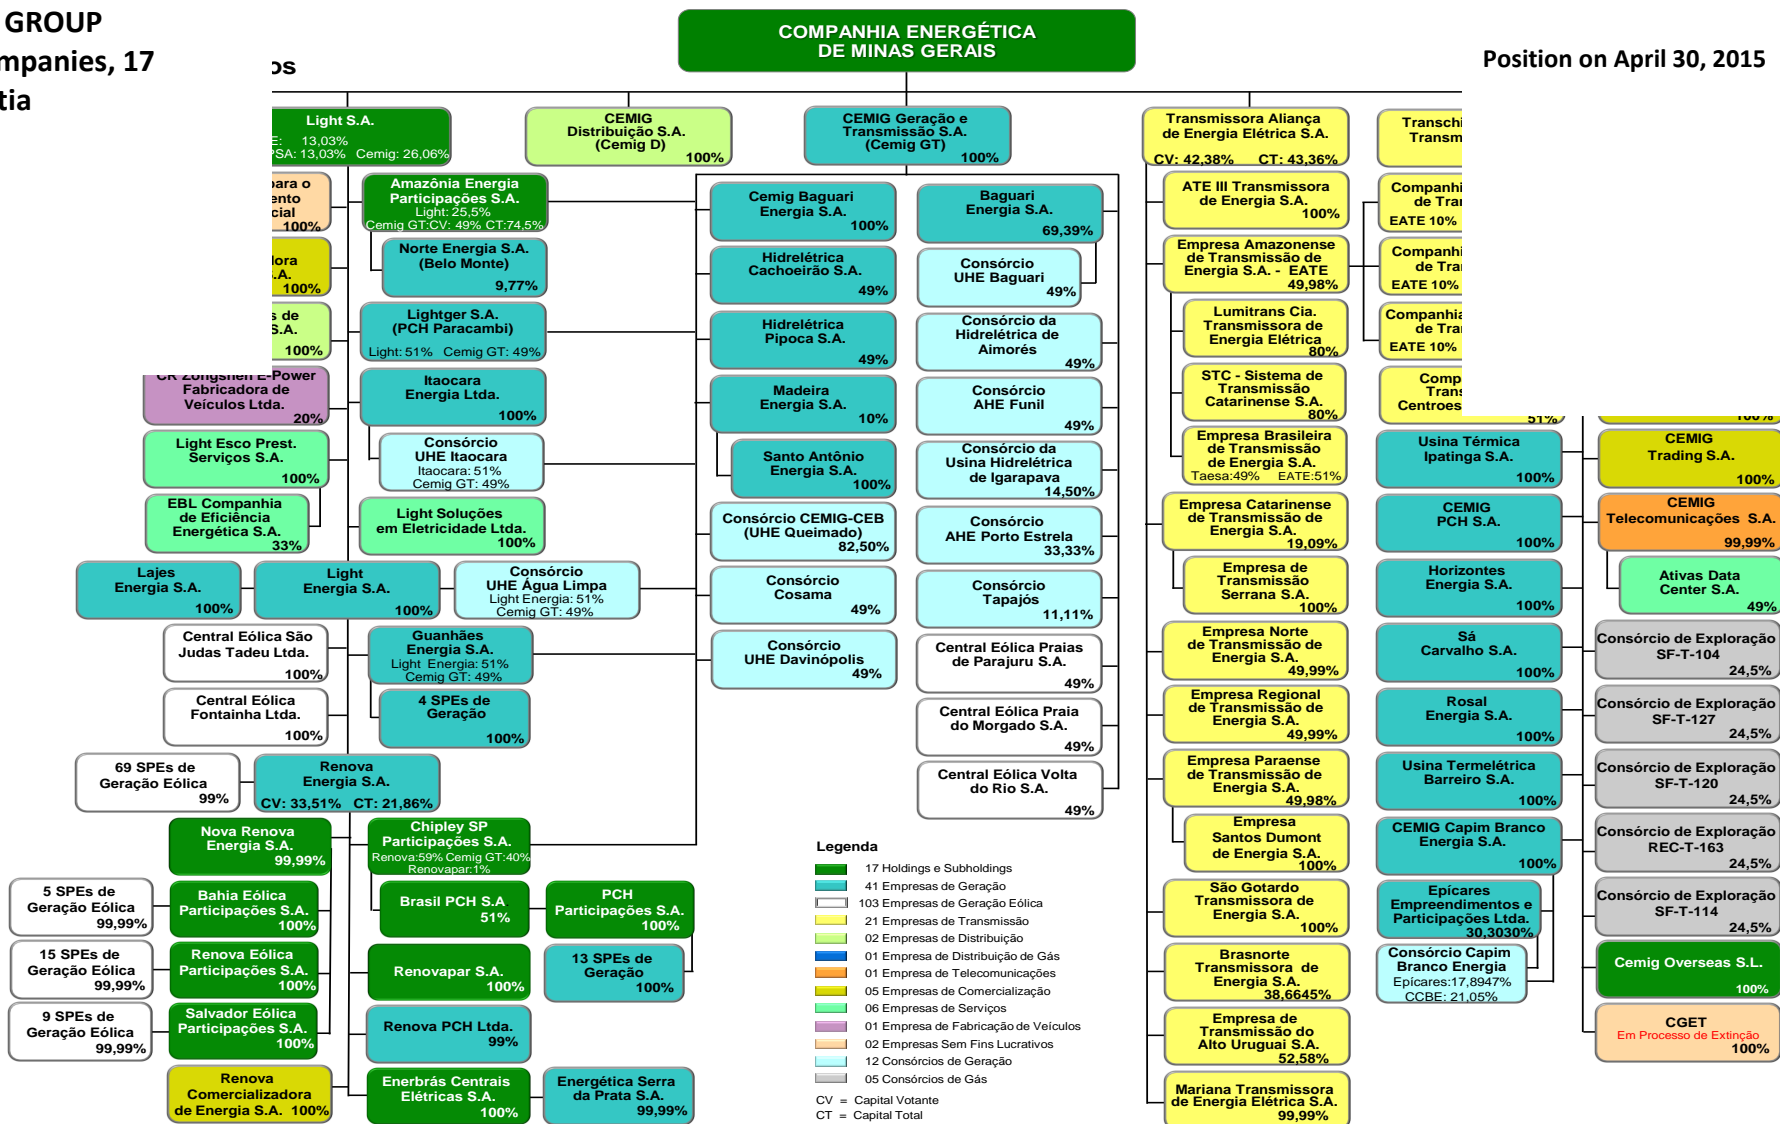 GROUP
17
os
Position on April 30, 2015
COMPANHIA ENERGÉTICA
DE MINAS GERAIS
Light S.A.
13,03%
13,03% Cemig: 26,06%
CEMIG
Distribuição S.A.
(Cemig D)
100%
CEMIG Geração e
Transmissão S.A.
(Cemig GT)
100%
Transmissora Aliança
de Energia Elétrica S.A.
CV: 42,38% CT: 43,36%
100%
100%
100%
CR Zongshen E-Power
Fabricadora de
Veículos Ltda.
20%
Light Esco Prest.
Serviços S.A.
100%
EBL Companhia
de Eficiência
Energética S.A.
33%
Lajes
Energia S.A.
100%
Light
Energia S.A.
100%
Central Eólica São
Judas Tadeu Ltda.
100%
Central Eólica
Fontainha Ltda.
100%
69 SPEs de
Geração Eólica
99%
Renova
Energia S.A.
CV: 33,51% CT: 21,86%
Nova Renova
Energia S.A.
99,99%
5 SPEs de
Geração Eólica
99,99%
Bahia Eólica
Participações S.A.
100%
15 SPEs de
Geração Eólica
99,99%
Renova Eólica
Participações S.A.
100%
9 SPEs de
Geração Eólica
99,99%
Salvador Eólica
Participações S.A.
100%
Renova
Comercializadora
de Energia S.A. 100%
Amazônia Energia
Participações S.A.
Light: 25,5%
Cemig GT:CV: 49% CT:74,5%
Norte Energia S.A.
(Belo Monte)
9,77%
Lightger S.A.
(PCH Paracambi)
Light: 51% Cemig GT: 49%
Itaocara
Energia Ltda.
100%
Consórcio
UHE Itaocara
Itaocara: 51%
Cemig GT: 49%
Light Soluções
em Eletricidade Ltda.
100%
Consórcio
UHE Água Limpa
Light Energia: 51%
Cemig GT: 49%
Guanhães
Energia S.A.
Light Energia: 51%
Cemig GT: 49%
4 SPEs de
Geração
100%
Chipley SP
Participações S.A.
Renova:59% Cemig GT:40%
Renovapar:1%
Brasil PCH S.A
51%
PCH
Participações S.A.
100%
Renovapar S.A.
100%
13 SPEs de
Geração
100%
Renova PCH Ltda.
99%
Enerbrás Centrais
Elétricas S.A.
100%
Energética Serra
da Prata S.A.
99,99%
Cemig Baguari
Energia S.A.
100%
Hidrelétrica
Cachoeirão S.A.
49%
Hidrelétrica
Pipoca S.A.
49%
Madeira
Energia S.A.
10%
Santo Antônio
Energia S.A.
100%
Consórcio CEMIG-CEB
(UHE Queimado)
82,50%
Consórcio
Cosama
49%
Consórcio
UHE Davinópolis
49%
Baguari
Energia S.A.
69,39%
Consórcio
UHE Baguari
49%
Consórcio da
Hidrelétrica de
Aimorés
49%
Consórcio
AHE Funil
49%
Consórcio da
Usina Hidrelétrica
de Igarapava
14,50%
Consórcio
AHE Porto Estrela
33,33%
Consórcio
Tapajós
11,11%
Central Eólica Praias
de Parajuru S.A.
49%
Central Eólica Praia
do Morgado S.A.
49%
Central Eólica Volta
do Rio S.A.
49%
Legenda
17 Holdings e Subholdings
41 Empresas de Geração
103 Empresas de Geração Eólica
21 Empresas de Transmissão
02 Empresas de Distribuição
01 Empresa de Distribuição de Gás
01 Empresa de Telecomunicações
05 Empresas de Comercialização
06 Empresas de Serviços
01 Empresa de Fabricação de Veículos
02 Empresas Sem Fins Lucrativos
12 Consórcios de Geração
05 Consórcios de Gás
CV = Capital Votante
CT = Capital Total
ATE III Transmissora
de Energia S.A.
100%
Empresa Amazonense
de Transmissão de
Energia S.A. - EATE
49,98%
Lumitrans Cia.
Transmissora de
Energia Elétrica
80%
STC - Sistema de
Transmissão
Catarinense S.A.
80%
Empresa Brasileira
de Transmissão
de Energia S.A.
Taesa:49% EATE:51%
Empresa Catarinense
de Transmissão de
Energia S.A.
19,09%
Empresa de
Transmissão
Serrana S.A.
100%
Empresa Norte
de Transmissão de
Energia S.A.
49,99%
Empresa Regional
de Transmissão de
Energia S.A.
49,99%
Empresa Paraense
de Transmissão de
Energia S.A.
49,98%
Empresa
Santos Dumont
de Energia S.A.
100%
São Gotardo
Transmissora de
Energia S.A.
100%
Brasnorte
Transmissora de
Energia S.A.
38,6645%
Empresa de
Transmissão do
Alto Uruguai S.A.
52,58%
Mariana Transmissora
de Energia Elétrica S.A.
99,99%
EATE 10%
EATE 10%
EATE 10%
51%
Usina Térmica
Ipatinga S.A.
100%
CEMIG
PCH S.A.
100%
Horizontes
Energia S.A.
100%
Sá
Carvalho S.A.
100%
Rosal
Energia S.A.
100%
Usina Termelétrica
Barreiro S.A.
100%
CEMIG Capim Branco
Energia S.A.
100%
Epícares
Empreendimentos e
Participações Ltda.
30,3030%
Consórcio Capim
Branco Energia
Epícares:17,8947%
CCBE: 21,05%
100%
CEMIG
Trading S.A.
100%
CEMIG
Telecomunicações S.A.
99,99%
Ativas Data
Center S.A.
49%
Consórcio de Exploração
SF-T-104
24,5%
Consórcio de Exploração
SF-T-127
24,5%
Consórcio de Exploração
SF-T-120
24,5%
Consórcio de Exploração
REC-T-163
24,5%
Consórcio de Exploração
SF-T-114
24,5%
Cemig Overseas S.L.
100%
CGET
Em Processo de Extinção
100%